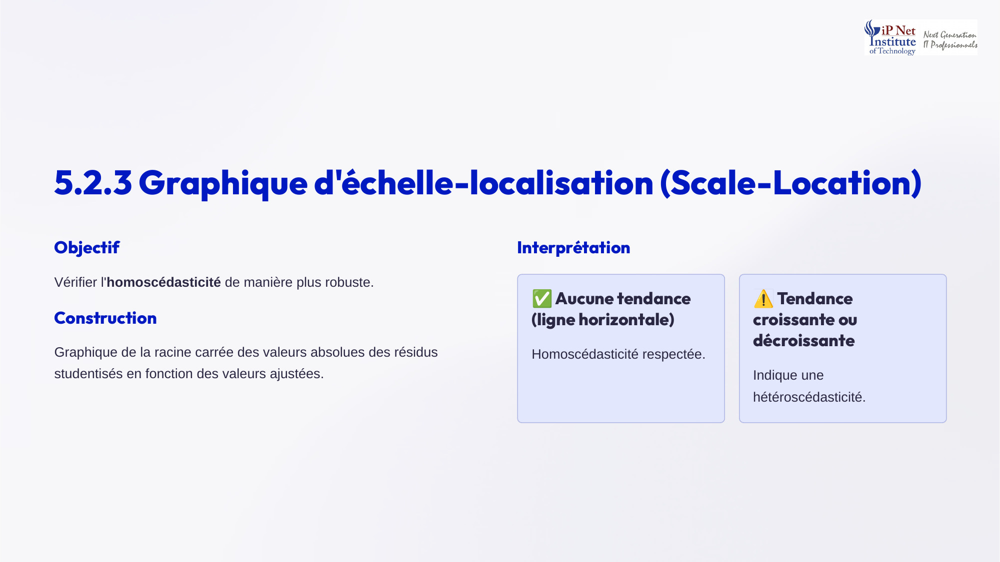 iP Net
Institute
of Technology
Next Generation
IT Professionnels
5.2.3 Graphique d'échelle-localisation (Scale-Location)
Objectif
Vérifier l'homoscédasticité de manière plus robuste.
Construction
Graphique de la racine carrée des valeurs absolues des résidus
studentisés en fonction des valeurs ajustées.
Interprétation
✅ Aucune tendance
(ligne horizontale)
Homoscédasticité respectée.
⚠️ Tendance
croissante ou
décroissante
Indique une
hétéroscédasticité.